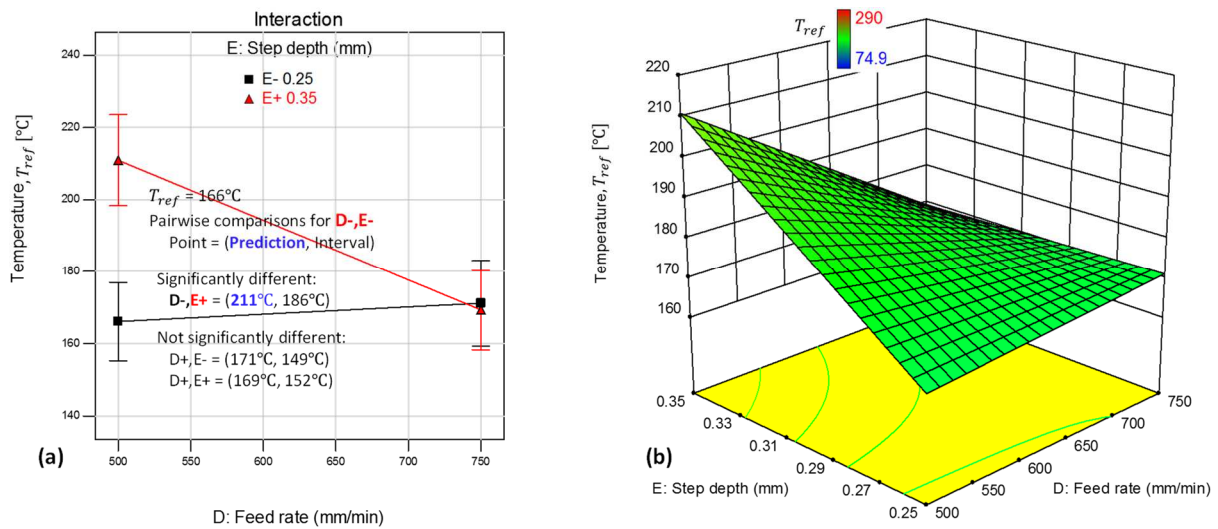 Interaction
E: Step depth (mm)
E- 0.25
E+ 0.35
Temperature, T_ref [°C]
240
220
200
180
160
140
T_ref = 166°C
Pairwise comparisons for D-,E-
Point = (Prediction, Interval)
Significantly different:
D-,E+ = (211°C, 186°C)
Not significantly different:
D+,E- = (171°C, 149°C)
D+,E+ = (169°C, 152°C)
500 550 600 650 700 750
(a)
D: Feed rate (mm/min)
T_ref
290
74.9
Temperature, T_ref [°C]
220
210
200
190
180
170
160
0.35
0.33
0.31
0.29
0.27
0.25
500
550
600
650
700
750
E: Step depth (mm)
D: Feed rate (mm/min)
(b)